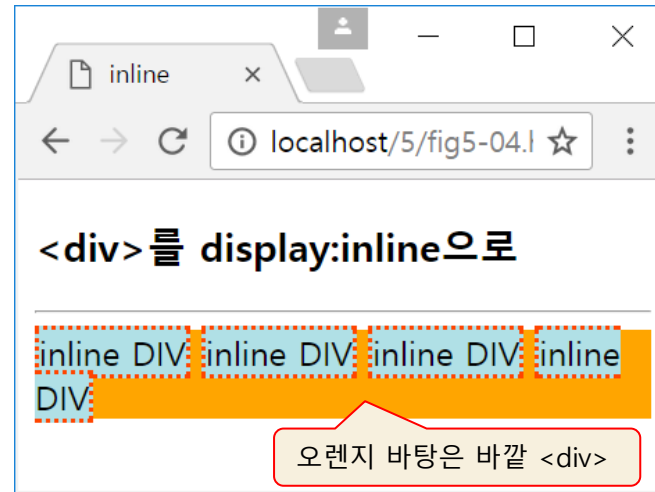 inline
localhost/5/fig5-04.
<div>를 display:inline으로
inline DIV inline DIV inline DIV inline
DIV
오렌지 바탕은 바깥 <div>